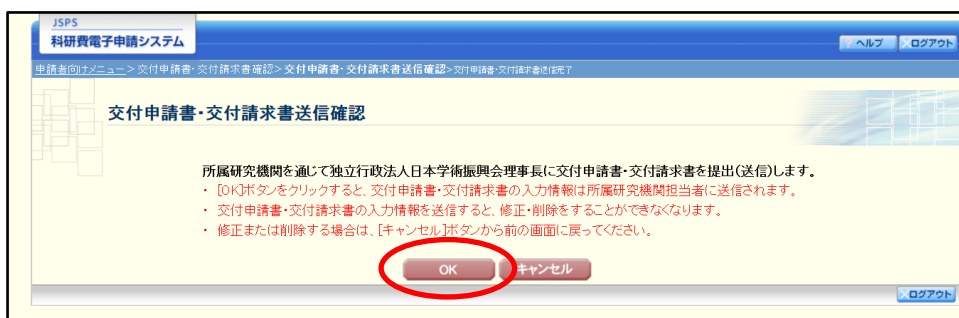 JSPS
科研費電子申請システム
? ヘルプ ×ログアウト
申請者向けメニュー>交付申請書・交付請求書確認>交付申請書・交付請求書送信確認>交付申請書・交付請求書送信完了
交付申請書・交付請求書送信確認
所属研究機関を通じて独立行政法人日本学術振興会理事長に交付申請書・交付請求書を提出(送信)します。
・ [OK]ボタンをクリックすると、交付申請書・交付請求書の入力情報は所属研究機関担当者に送信されます。
・ 交付申請書・交付請求書の入力情報を送信すると、修正・削除をすることができなくなります。
・ 修正または削除する場合は、[キャンセル]ボタンから前の画面に戻ってください。
OK キャンセル
×ログアウト